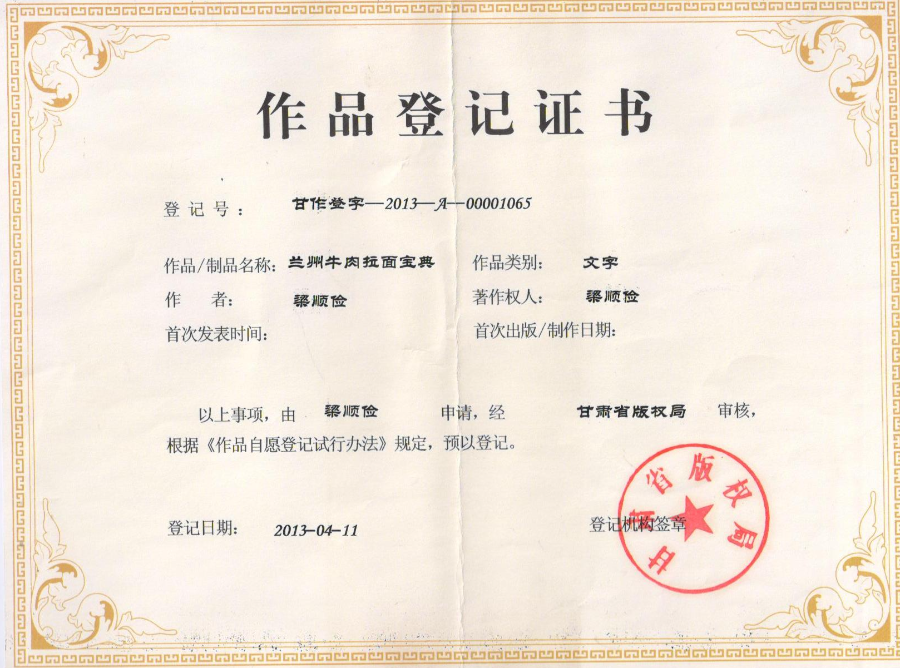 作品登记证书
登 记 号： 甘作登字—2013—A—00001065
作品/制品名称：兰州牛肉拉面宝典 作品类别： 文字
作 者： 梁顺俭 著作权人： 梁顺俭
首次发表时间： 首次出版/制作日期：
以上事项，由 梁顺俭 申请，经 甘肃省版权局 审核，
根据《作品自愿登记试行办法》规定，预以登记。
登记日期： 2013-04-11 登记机构签章
甘肃省版权局